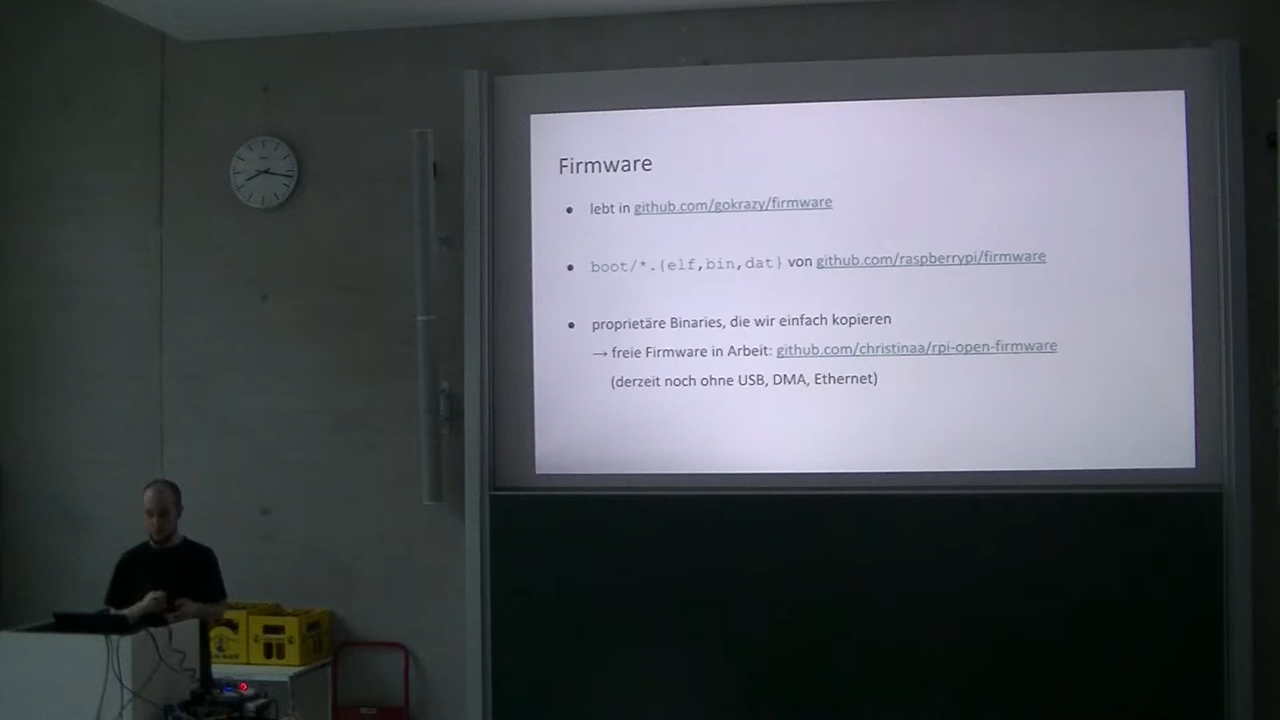 Firmware
● lebt in github.com/gokrazy/firmware
● boot/*.{elf,bin,dat} von github.com/raspberrypi/firmware
● proprietäre Binaries, die wir einfach kopieren
→ freie Firmware in Arbeit: github.com/christinaa/rpi-open-firmware
(derzeit noch ohne USB, DMA, Ethernet)